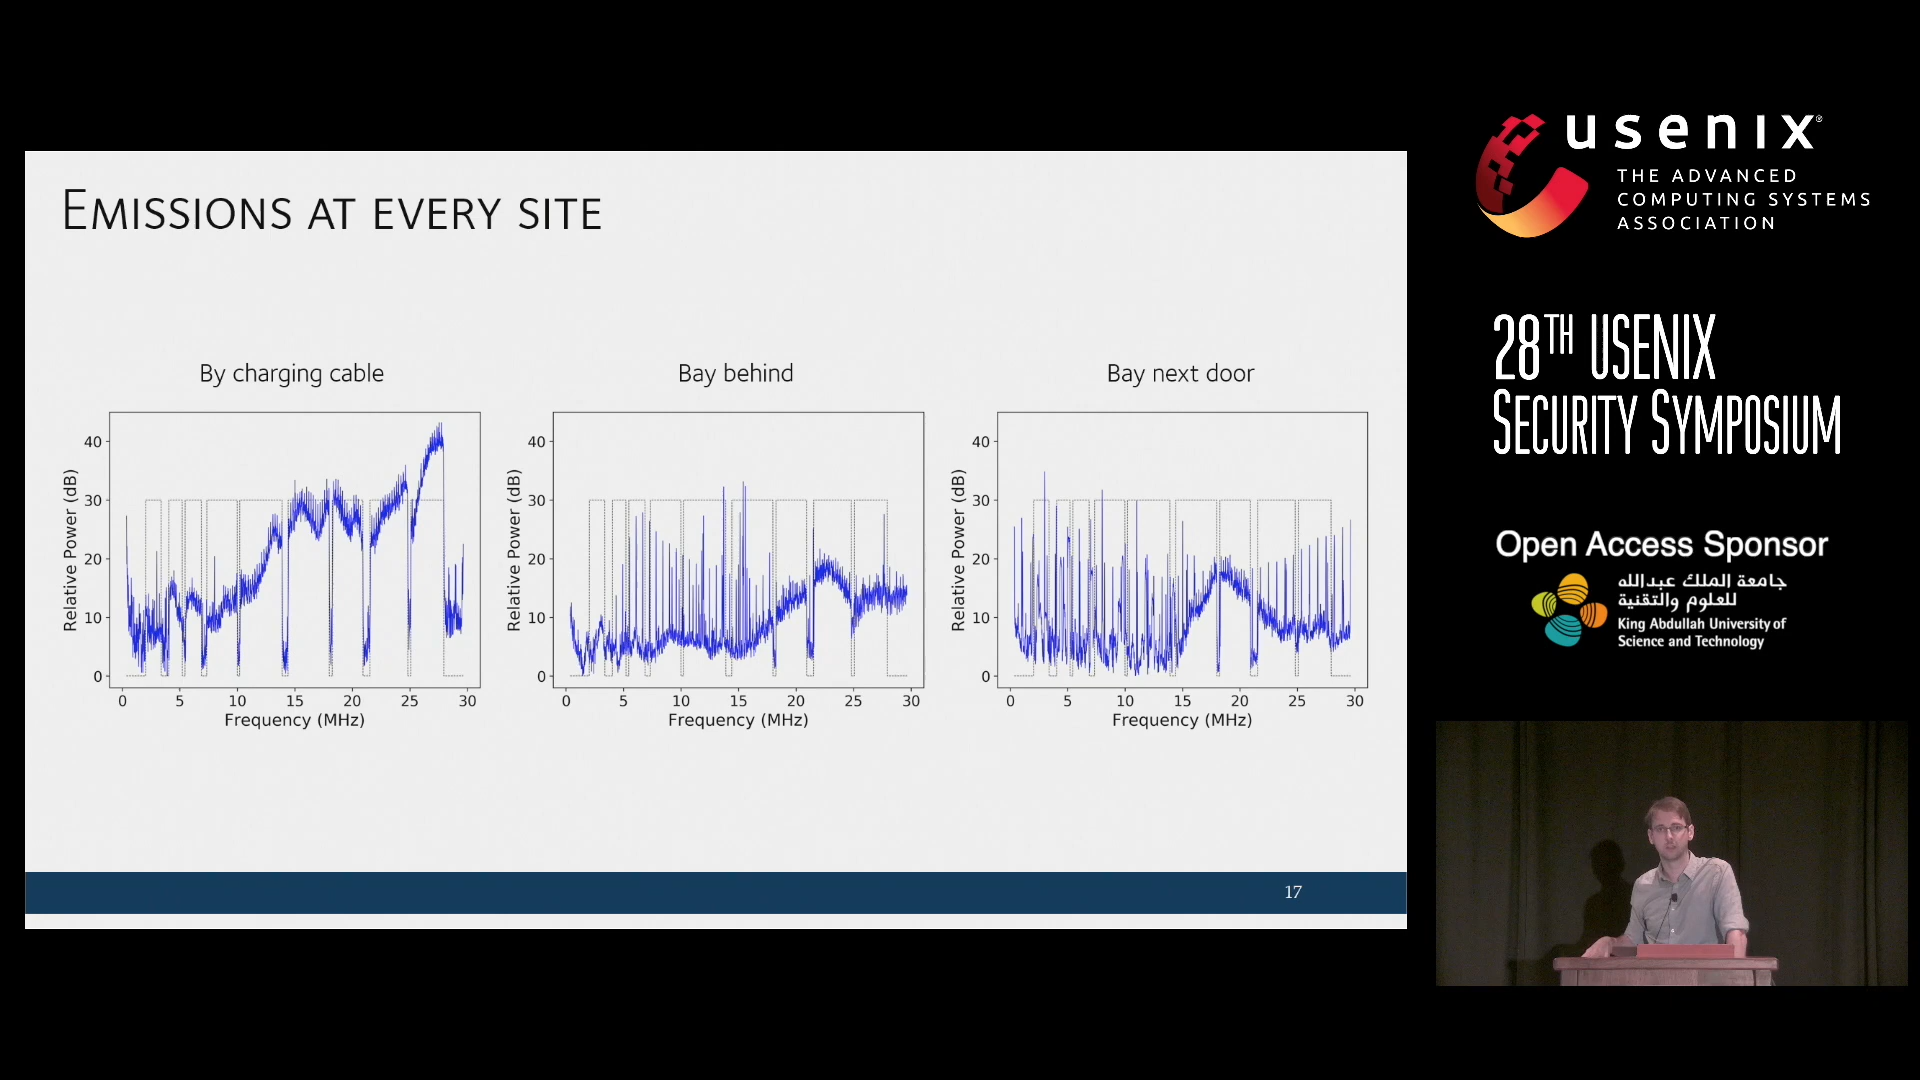 EMISSIONS AT EVERY SITE
By charging cable
Relative Power (dB)
40
30
20
10
0
0 5 10 15 20 25 30
Frequency (MHz)
Bay behind
Relative Power (dB)
40
30
20
10
0
0 5 10 15 20 25 30
Frequency (MHz)
Bay next door
Relative Power (dB)
40
30
20
10
0
0 5 10 15 20 25 30
Frequency (MHz)
17
usenix®
THE ADVANCED
COMPUTING SYSTEMS
ASSOCIATION
28TH USENIX
SECURITY SYMPOSIUM
Open Access Sponsor
جامعة الملك عبدالله
للعلوم والتقنية
King Abdullah University of
Science and Technology